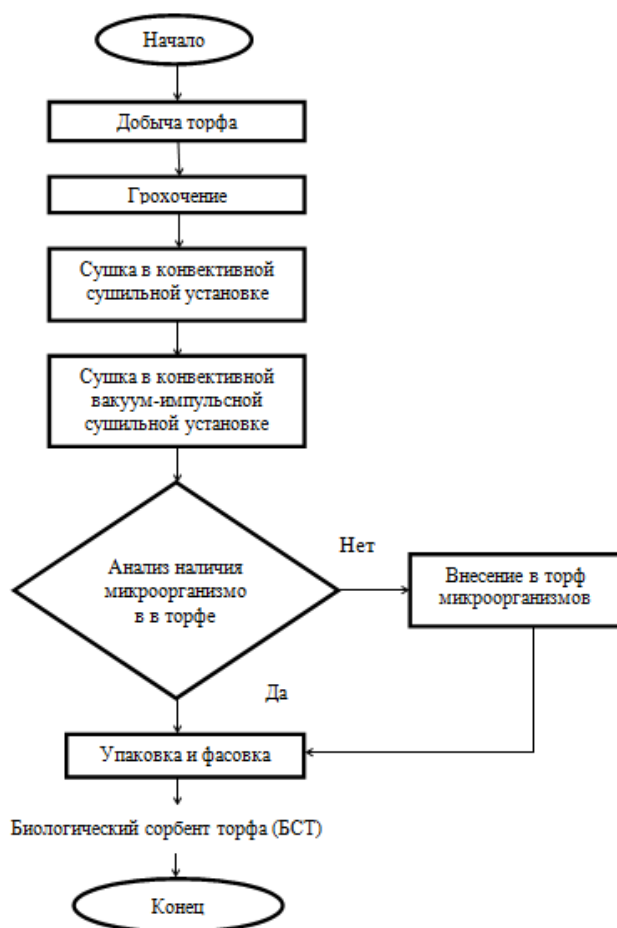 Начало
Добыча торфа
Грохочение
Сушка в конвективной
сушильной установке
Сушка в конвективной
вакуум-импульсной
сушильной установке
Анализ наличия
микроорганизмо
в в торфе
Нет
Внесение в торф
микроорганизмов
Да
Упаковка и фасовка
Биологический сорбент торфа (БСТ)
Конец